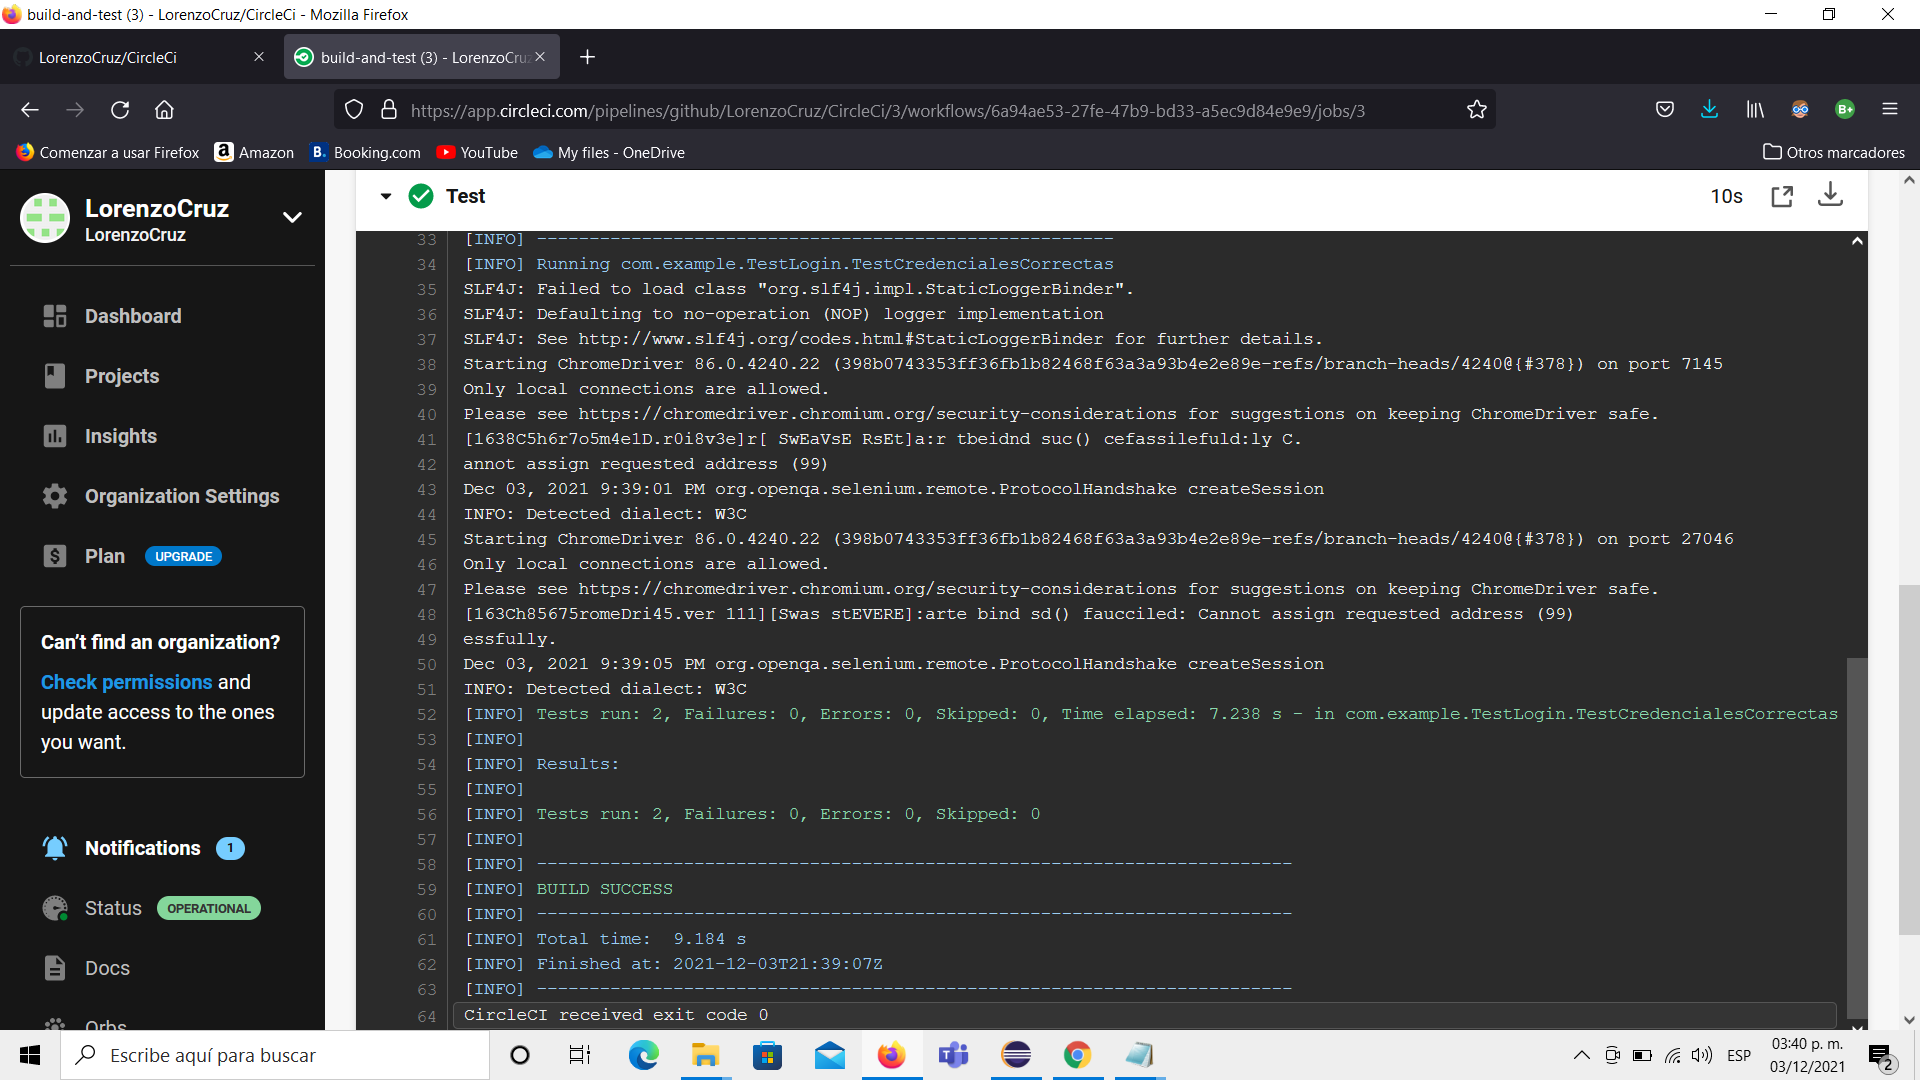 build-and-test (3) - LorenzoCruz/CircleCi - Mozilla Firefox
LorenzoCruz/CircleCi
build-and-test (3) - LorenzoCruz
https://app.circleci.com/pipelines/github/LorenzoCruz/CircleCi/3/workflows/6a94ae53-27fe-47b9-bd33-a5ec9d84e9e9/jobs/3
B+
Comenzar a usar Firefox
a Amazon
B. Booking.com
YouTube
My files - OneDrive
Otros marcadores
LorenzoCruz
LorenzoCruz
Dashboard
Projects
Insights
Organization Settings
Plan UPGRADE
Can’t find an organization?
Check permissions and
update access to the ones
you want.
Notifications 1
Status OPERATIONAL
Docs
Orbs
Test
10s
33 [INFO] -------------------------------------------------------
34 [INFO] Running com.example.TestLogin.TestCredencialesCorrectas
35 SLF4J: Failed to load class "org.slf4j.impl.StaticLoggerBinder".
36 SLF4J: Defaulting to no-operation (NOP) logger implementation
37 SLF4J: See http://www.slf4j.org/codes.html#StaticLoggerBinder for further details.
38 Starting ChromeDriver 86.0.4240.22 (398b0743353ff36fb1b82468f63a3a93b4e2e89e-refs/branch-heads/4240@{#378}) on port 7145
39 Only local connections are allowed.
40 Please see https://chromedriver.chromium.org/security-considerations for suggestions on keeping ChromeDriver safe.
41 [1638C5h6r7o5m4e1D.r0i8v3e]r[ SwEaVsE RsEt]a:r tbeidnd suc() cefassilefuld:ly C.
42 annot assign requested address (99)
43 Dec 03, 2021 9:39:01 PM org.openqa.selenium.remote.ProtocolHandshake createSession
44 INFO: Detected dialect: W3C
45 Starting ChromeDriver 86.0.4240.22 (398b0743353ff36fb1b82468f63a3a93b4e2e89e-refs/branch-heads/4240@{#378}) on port 27046
46 Only local connections are allowed.
47 Please see https://chromedriver.chromium.org/security-considerations for suggestions on keeping ChromeDriver safe.
48 [163Ch85675romeDri45.ver 111][Swas stEVERE]:arte bind sd() faucciled: Cannot assign requested address (99)
49 essfully.
50 Dec 03, 2021 9:39:05 PM org.openqa.selenium.remote.ProtocolHandshake createSession
51 INFO: Detected dialect: W3C
52 [INFO] Tests run: 2, Failures: 0, Errors: 0, Skipped: 0, Time elapsed: 7.238 s - in com.example.TestLogin.TestCredencialesCorrectas
53 [INFO]
54 [INFO] Results:
55 [INFO]
56 [INFO] Tests run: 2, Failures: 0, Errors: 0, Skipped: 0
57 [INFO]
58 [INFO] ------------------------------------------------------------------------
59 [INFO] BUILD SUCCESS
60 [INFO] ------------------------------------------------------------------------
61 [INFO] Total time:  9.184 s
62 [INFO] Finished at: 2021-12-03T21:39:07Z
63 [INFO] ------------------------------------------------------------------------
64 CircleCI received exit code 0
Escribe aquí para buscar
ESP
03:40 p. m.
03/12/2021
2